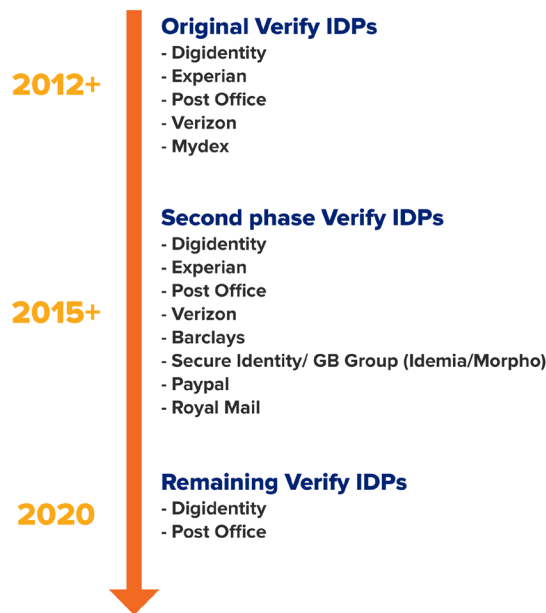 2012+
Original Verify IDPs
- Digidentity
- Experian
- Post Office
- Verizon
- Mydex
2015+
Second phase Verify IDPs
- Digidentity
- Experian
- Post Office
- Verizon
- Barclays
- Secure Identity/ GB Group (Idemia/Morpho)
- Paypal
- Royal Mail
2020
Remaining Verify IDPs
- Digidentity
- Post Office